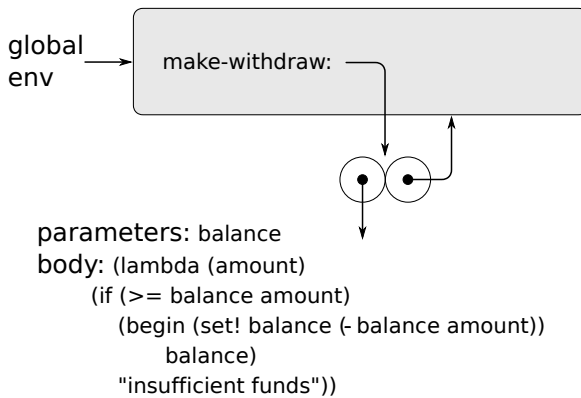 global
env
make-withdraw:
parameters: balance
body: (lambda (amount)
(if (>= balance amount)
(begin (set! balance (- balance amount))
balance)
"insufficient funds"))